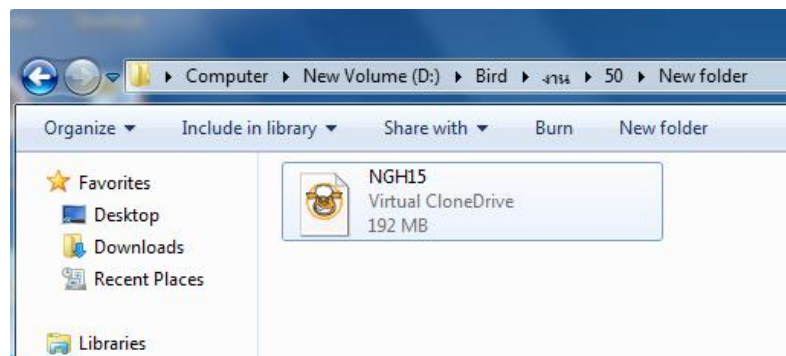 Computer ▸ New Volume (D:) ▸ Bird ▸ งาน ▸ 50 ▸ New folder
Organize Include in library Share with Burn New folder
Favorites
Desktop
Downloads
Recent Places
Libraries
NGH15
Virtual CloneDrive
192 MB